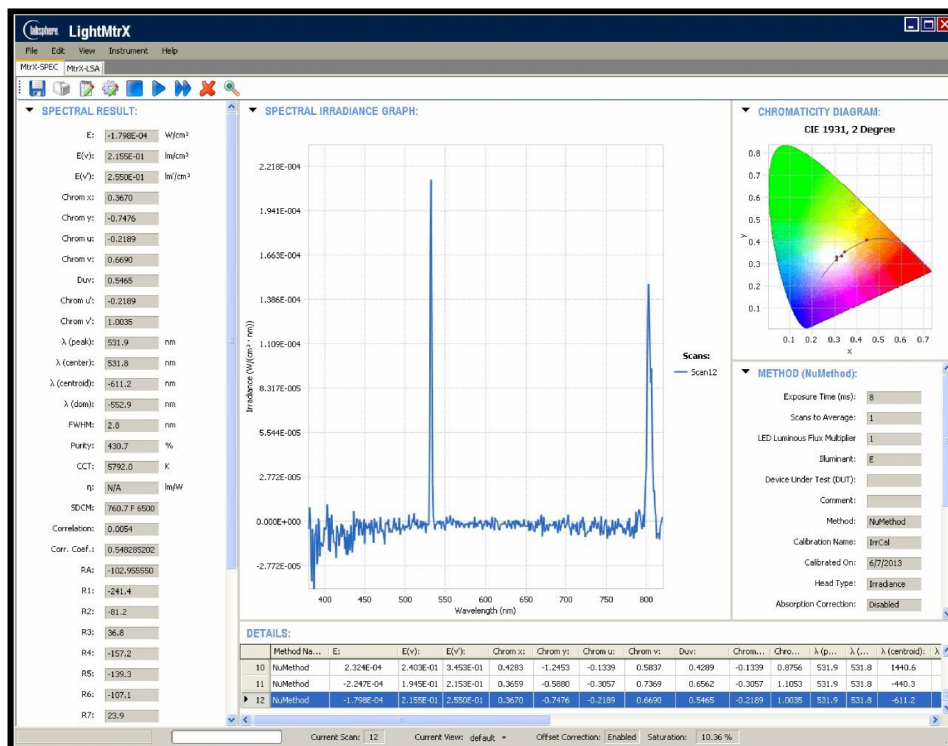 labsphere. LightMtrX
File Edit View Instrument Help
MtrX-SPEC MtrX-LSA
SPECTRAL RESULT:
E: -1.798E-04 W/cm²
E(v): 2.155E-01 lm/cm²
E(v'): 2.550E-01 lm'/cm²
Chrom x: 0.3670
Chrom y: -0.7476
Chrom u: -0.2189
Chrom v: 0.6690
Duv: 0.5465
Chrom u': -0.2189
Chrom v': 1.0035
λ (peak): 531.9 nm
λ (center): 531.8 nm
λ (centroid): -611.2 nm
λ (dom): -552.9 nm
FWHM: 2.8 nm
Purity: 430.7 %
CCT: 5792.0 K
η: N/A lm/W
SDCM: 760.7 F 6500
Correlation: 0.0054
Corr. Coef.: 0.548285202
RA: -102.955550
R1: -241.4
R2: -81.2
R3: 36.8
R4: -157.2
R5: -139.3
R6: -107.1
R7: 23.9
SPECTRAL IRRADIANCE GRAPH:
Irradiance (W/(cm² · nm))
2.218E-004
1.941E-004
1.663E-004
1.386E-004
1.109E-004
8.317E-005
5.544E-005
2.772E-005
0.000E+000
-2.772E-005
400 450 500 550 600 650 700 750 800
Wavelength (nm)
Scans:
Scan12
CHROMATICITY DIAGRAM:
CIE 1931, 2 Degree
y
0.8
0.7
0.6
0.5
0.4
0.3
0.2
0.1
0.1 0.2 0.3 0.4 0.5 0.6 0.7
x
METHOD (NuMethod):
Exposure Time (ms): 8
Scans to Average: 1
LED Luminous Flux Multiplier 1
Illuminant: E
Device Under Test (DUT):
Comment:
Method: NuMethod
Calibration Name: IrrCal
Calibrated On: 6/7/2013
Head Type: Irradiance
Absorption Correction: Disabled
DETAILS:
Method Na... E: E(v): E(v'): Chrom x: Chrom y: Chrom u: Chrom v: Duv: Chrom... Chro... λ (p... λ (... λ (centroid): λ
10 NuMethod 2.324E-04 2.403E-01 3.453E-01 0.4283 -1.2453 -0.1339 0.5837 0.4289 -0.1339 0.8756 531.9 531.8 1440.6
11 NuMethod -2.247E-04 1.945E-01 2.153E-01 0.3659 -0.5880 -0.3057 0.7369 0.6562 -0.3057 1.1053 531.9 531.8 -440.3
12 NuMethod -1.798E-04 2.155E-01 2.550E-01 0.3670 -0.7476 -0.2189 0.6690 0.5465 -0.2189 1.0035 531.9 531.8 -611.2
Current Scan: 12 Current View: default Offset Correction: Enabled Saturation: 10.36 %